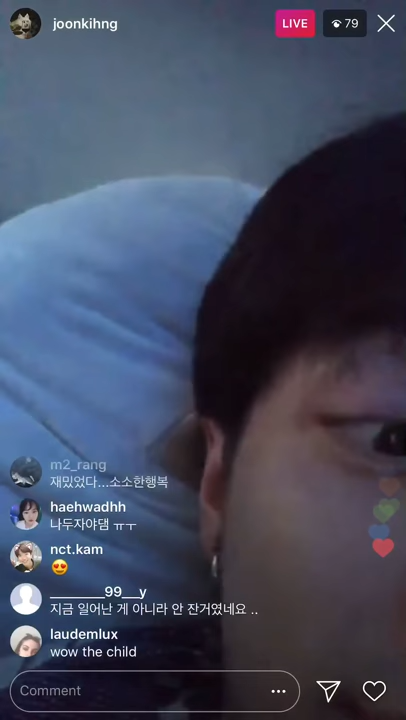 joonkihng
LIVE
79
m2_rang
재밌었다...소소한행복
haehwadhh
나두자야댐 ㅠㅜ
nct.kam
😍
________99__y
지금 일어난 게 아니라 안 잔거였네요 ..
laudemlux
wow the child
Comment